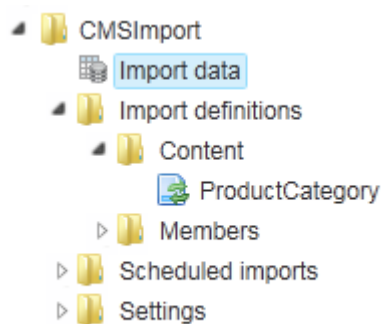 CMSImport
Import data
Import definitions
Content
ProductCategory
Members
Scheduled imports
Settings